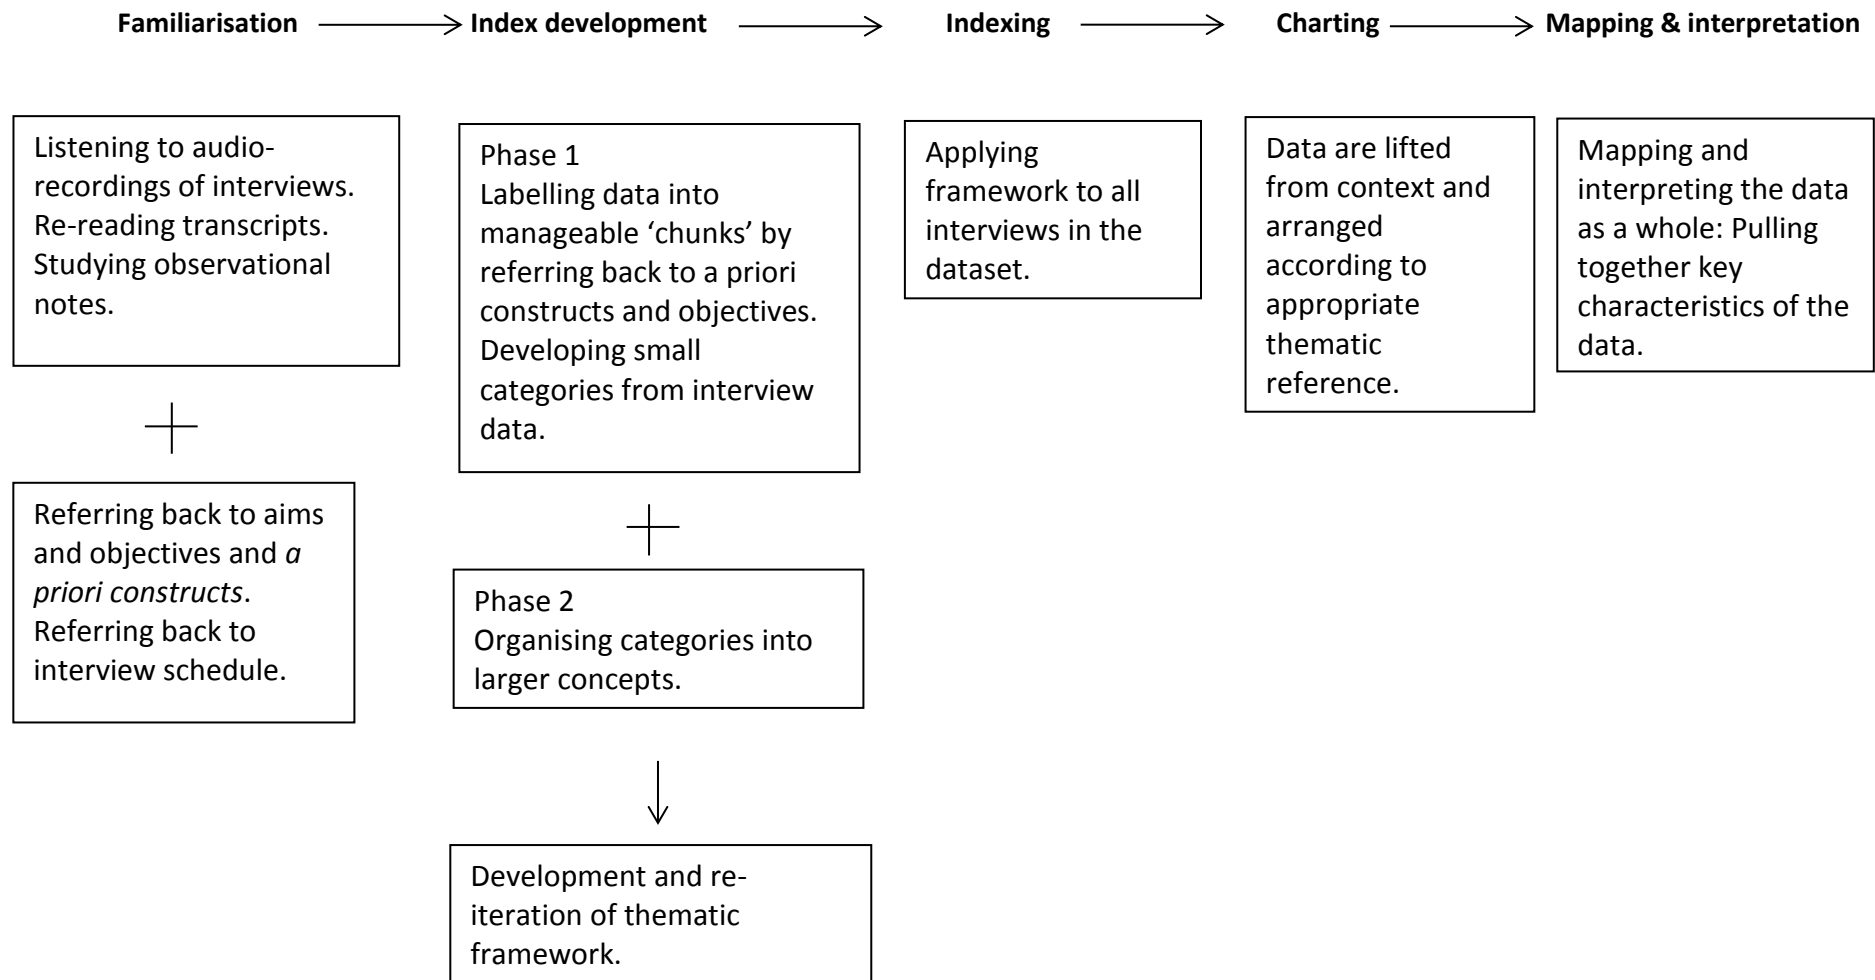 Familiarisation
Index development
Indexing
Charting
Mapping & interpretation
Listening to audio-
recordings of interviews.
Re-reading transcripts.
Studying observational
notes.
Referring back to aims
and objectives and a
priori constructs.
Referring back to
interview schedule.
Phase 1
Labelling data into
manageable ‘chunks’ by
referring back to a priori
constructs and objectives.
Developing small
categories from interview
data.
Phase 2
Organising categories into
larger concepts.
Development and re-
iteration of thematic
framework.
Applying
framework to all
interviews in the
dataset.
Data are lifted
from context and
arranged
according to
appropriate
thematic
reference.
Mapping and
interpreting the data
as a whole: Pulling
together key
characteristics of the
data.